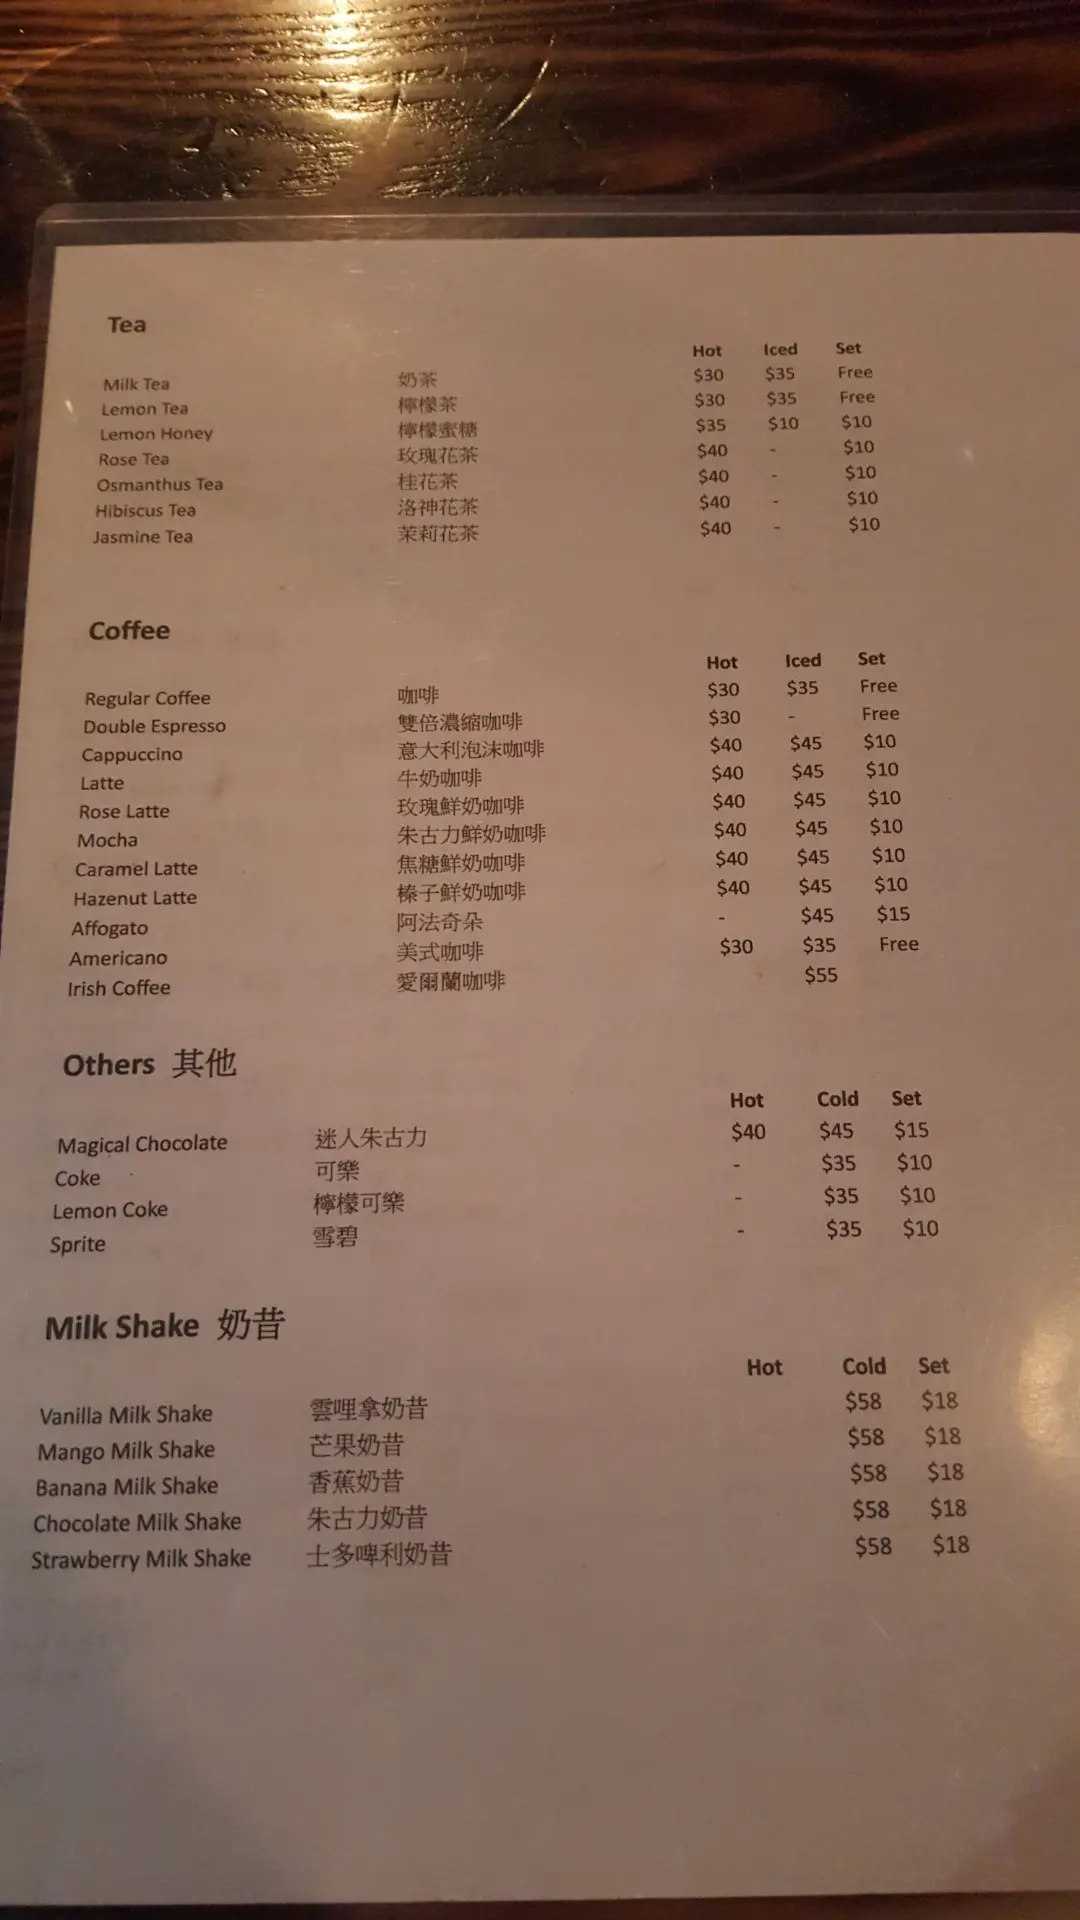 Tea
Hot Iced Set
Milk Tea 奶茶 $30 $35 Free
Lemon Tea 檸檬茶 $30 $35 Free
Lemon Honey 檸檬蜜糖 $35 $10 $10
Rose Tea 玫瑰花茶 $40 - $10
Osmanthus Tea 桂花茶 $40 - $10
Hibiscus Tea 洛神花茶 $40 - $10
Jasmine Tea 茉莉花茶 $40 - $10
Coffee
Hot Iced Set
Regular Coffee 咖啡 $30 $35 Free
Double Espresso 雙倍濃縮咖啡 $30 - Free
Cappuccino 意大利泡沫咖啡 $40 $45 $10
Latte 牛奶咖啡 $40 $45 $10
Rose Latte 玫瑰鮮奶咖啡 $40 $45 $10
Mocha 朱古力鮮奶咖啡 $40 $45 $10
Caramel Latte 焦糖鮮奶咖啡 $40 $45 $10
Hazenut Latte 榛子鮮奶咖啡 $40 $45 $10
Affogato 阿法奇朵 - $45 $15
Americano 美式咖啡 $30 $35 Free
Irish Coffee 愛爾蘭咖啡 $55
Others 其他
Hot Cold Set
Magical Chocolate 迷人朱古力 $40 $45 $15
Coke 可樂 - $35 $10
Lemon Coke 檸檬可樂 - $35 $10
Sprite 雪碧 - $35 $10
Milk Shake 奶昔
Hot Cold Set
Vanilla Milk Shake 雲哩拿奶昔 $58 $18
Mango Milk Shake 芒果奶昔 $58 $18
Banana Milk Shake 香蕉奶昔 $58 $18
Chocolate Milk Shake 朱古力奶昔 $58 $18
Strawberry Milk Shake 士多啤利奶昔 $58 $18